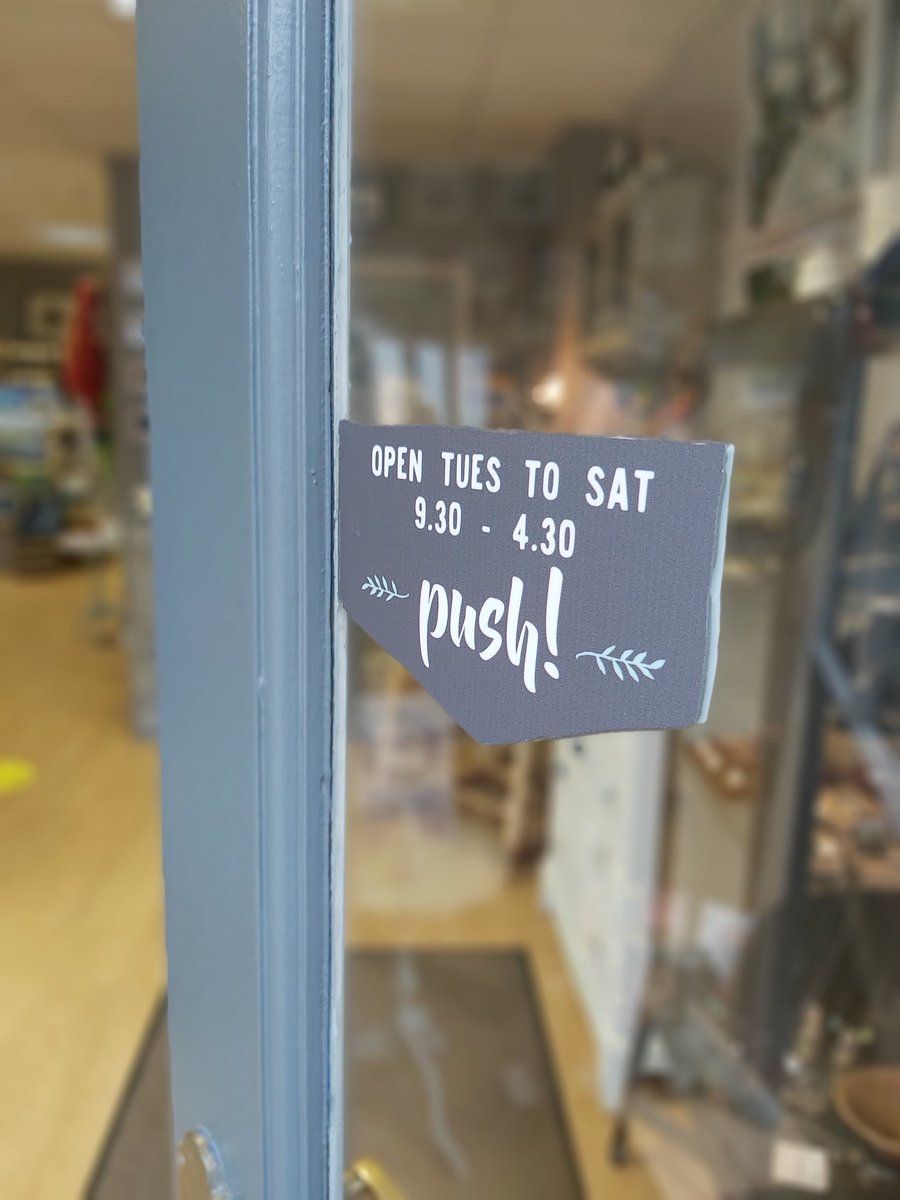 OPEN TUES TO SAT
9.30 - 4.30
push!